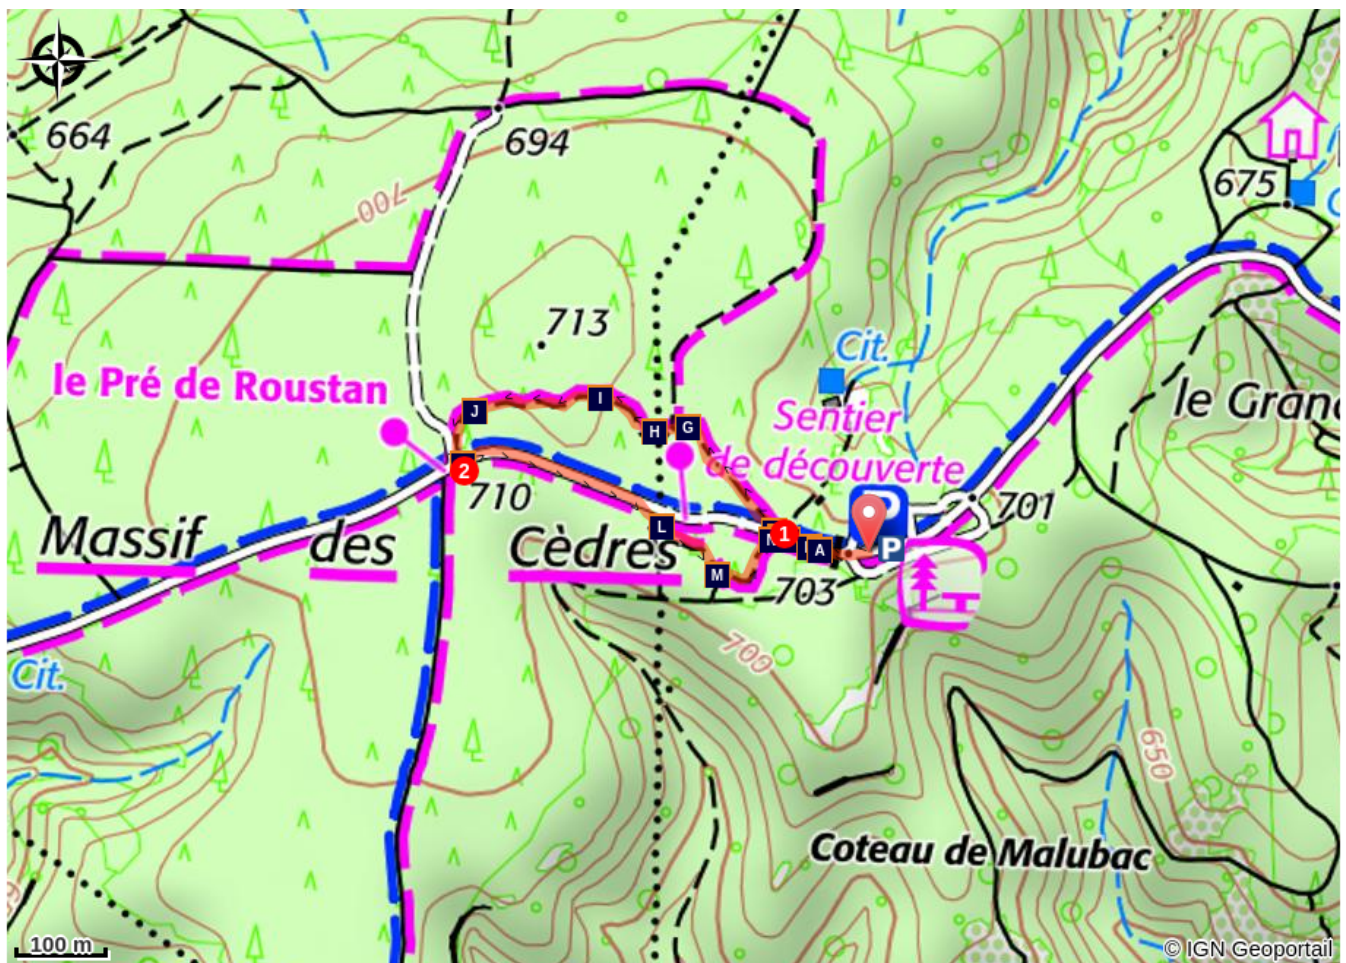 664
694
700
675
713
Cit.
le Pré de Roustan
J
I
H
G
le Gran
Sentier
de découverte
2
710
P
701
L
1
A
P
Massif des Cèdres
M
703
700
Cit.
650
Coteau de Malubac
100 m
© IGN Geoportail